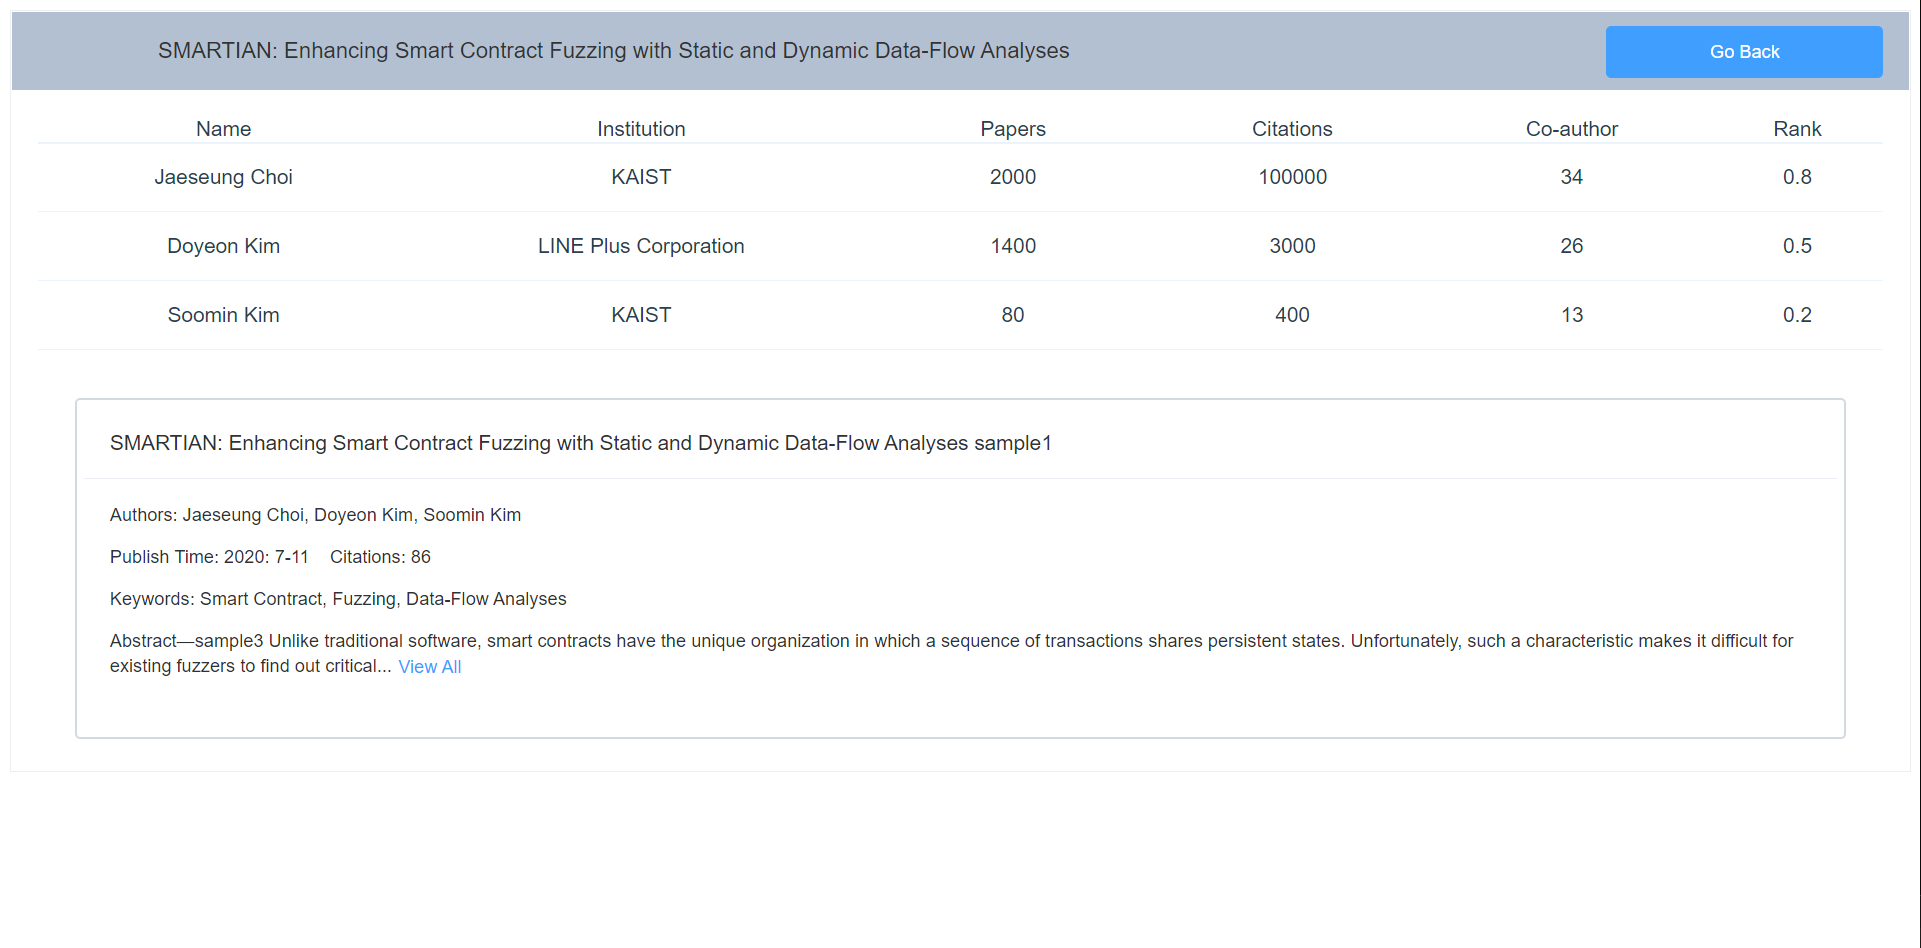 SMARTIAN: Enhancing Smart Contract Fuzzing with Static and Dynamic Data-Flow Analyses Go Back
Name Institution Papers Citations Co-author Rank
Jaeseung Choi KAIST 2000 100000 34 0.8
Doyeon Kim LINE Plus Corporation 1400 3000 26 0.5
Soomin Kim KAIST 80 400 13 0.2
SMARTIAN: Enhancing Smart Contract Fuzzing with Static and Dynamic Data-Flow Analyses sample1
Authors: Jaeseung Choi, Doyeon Kim, Soomin Kim
Publish Time: 2020: 7-11 Citations: 86
Keywords: Smart Contract, Fuzzing, Data-Flow Analyses
Abstract—sample3 Unlike traditional software, smart contracts have the unique organization in which a sequence of transactions shares persistent states. Unfortunately, such a characteristic makes it difficult for
existing fuzzers to find out critical... View All